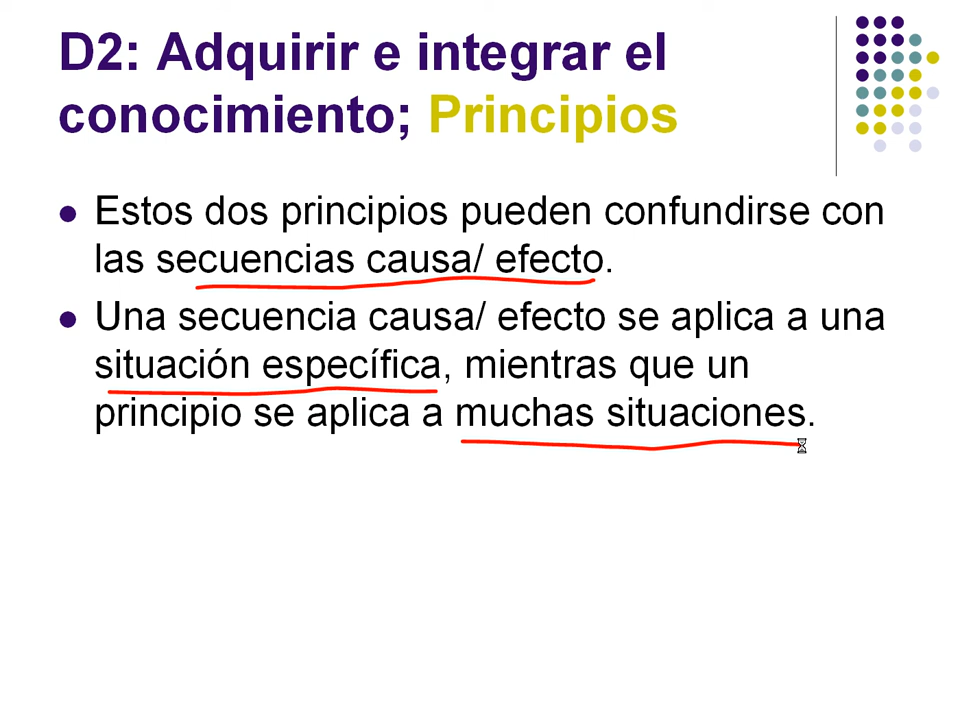 D2: Adquirir e integrar el
conocimiento; Principios
Estos dos principios pueden confundirse con
las secuencias causa/ efecto.
Una secuencia causa/ efecto se aplica a una
situación específica, mientras que un
principio se aplica a muchas situaciones.